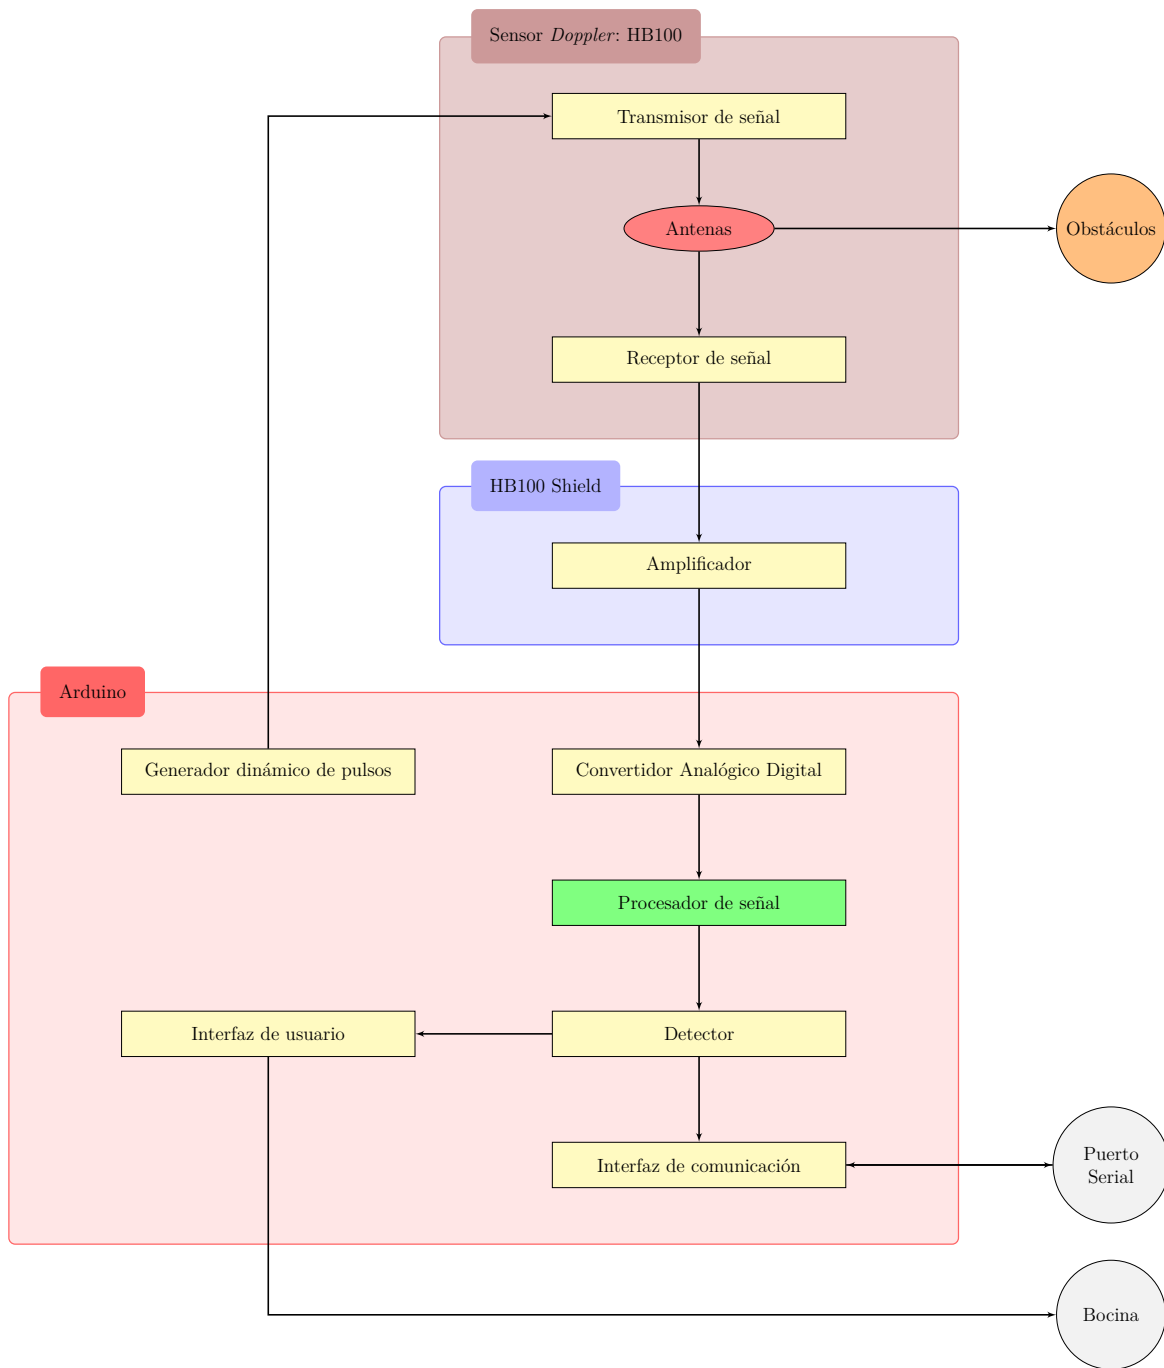 Sensor Doppler: HB100
Transmisor de señal
Antenas
Obstáculos
Receptor de señal
HB100 Shield
Amplificador
Arduino
Generador dinámico de pulsos
Convertidor Analógico Digital
Procesador de señal
Interfaz de usuario
Detector
Interfaz de comunicación
Puerto
Serial
Bocina